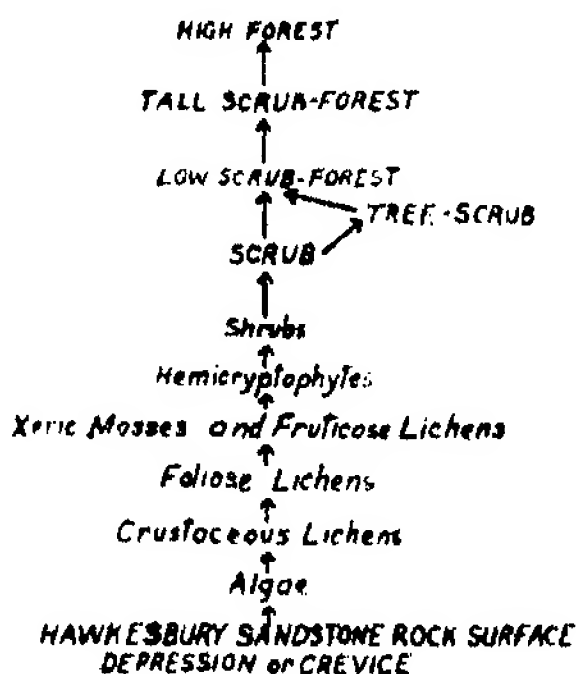 HIGH FOREST
TALL SCRUB-FOREST
LOW SCRUB-FOREST
TREE-SCRUB
SCRUB
Shrubs
Hemicryptophytes
Xeric Mosses and Fruticose Lichens
Foliose Lichens
Crustaceous Lichens
Algae
HAWKESBURY SANDSTONE ROCK SURFACE
DEPRESSION or CREVICE